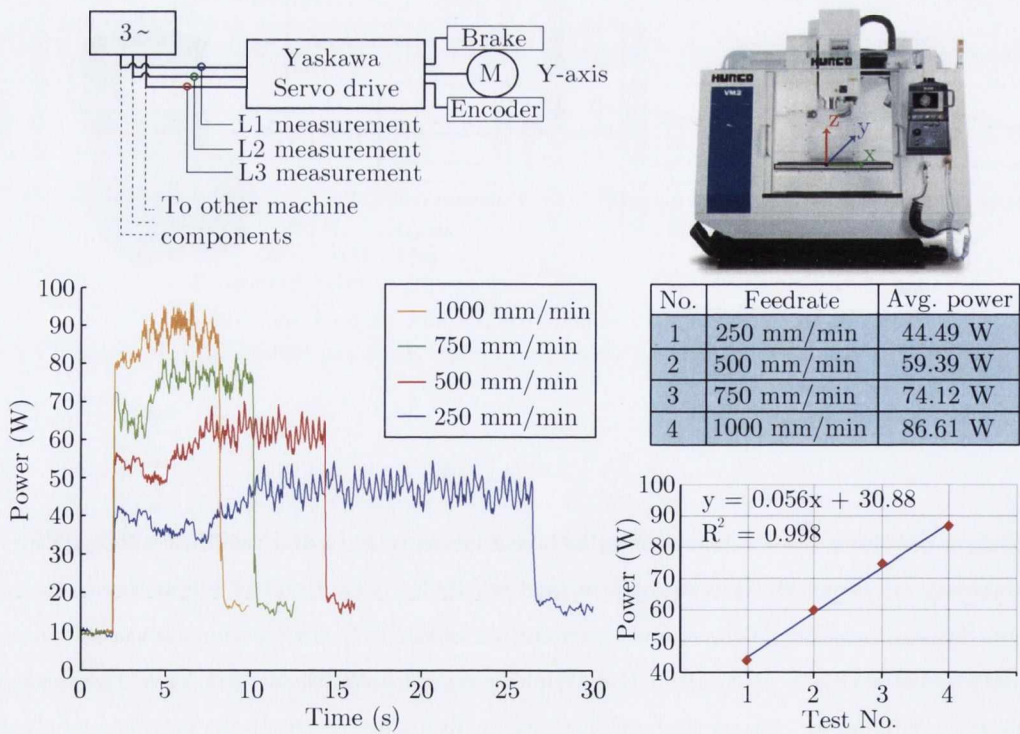 3 ~
Yaskawa
Servo drive
Brake
M
Y-axis
Encoder
L1 measurement
L2 measurement
L3 measurement
To other machine
components
HURCO
HURCO
VM2
z
y
x
100
90
80
70
60
50
40
30
20
10
0
Power (W)
0 5 10 15 20 25 30
Time (s)
1000 mm/min
750 mm/min
500 mm/min
250 mm/min
No. Feedrate Avg. power
1 250 mm/min 44.49 W
2 500 mm/min 59.39 W
3 750 mm/min 74.12 W
4 1000 mm/min 86.61 W
y = 0.056x + 30.88
R² = 0.998
100
90
80
70
60
50
40
Power (W)
1 2 3 4
Test No.